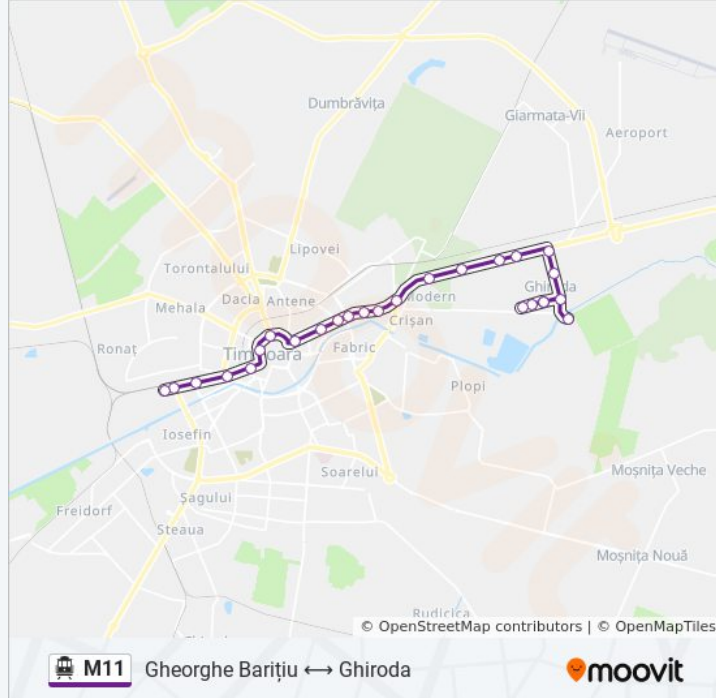 Dumbrăvița
Giarmata-Vii
Aeroport
Lipovei
Torontalului
Dacia
Antene
Modern
Ghiroda
Mehala
Crișan
Ronaț
Timișoara
Fabric
Plopi
Iosefin
Soarelui
Moșnița Veche
Șagului
Freidorf
Steaua
Moșnița Nouă
Rudicica
© OpenStreetMap contributors | © OpenMapTiles
M11 Gheorghe Barițiu ⟷ Ghiroda
moovit